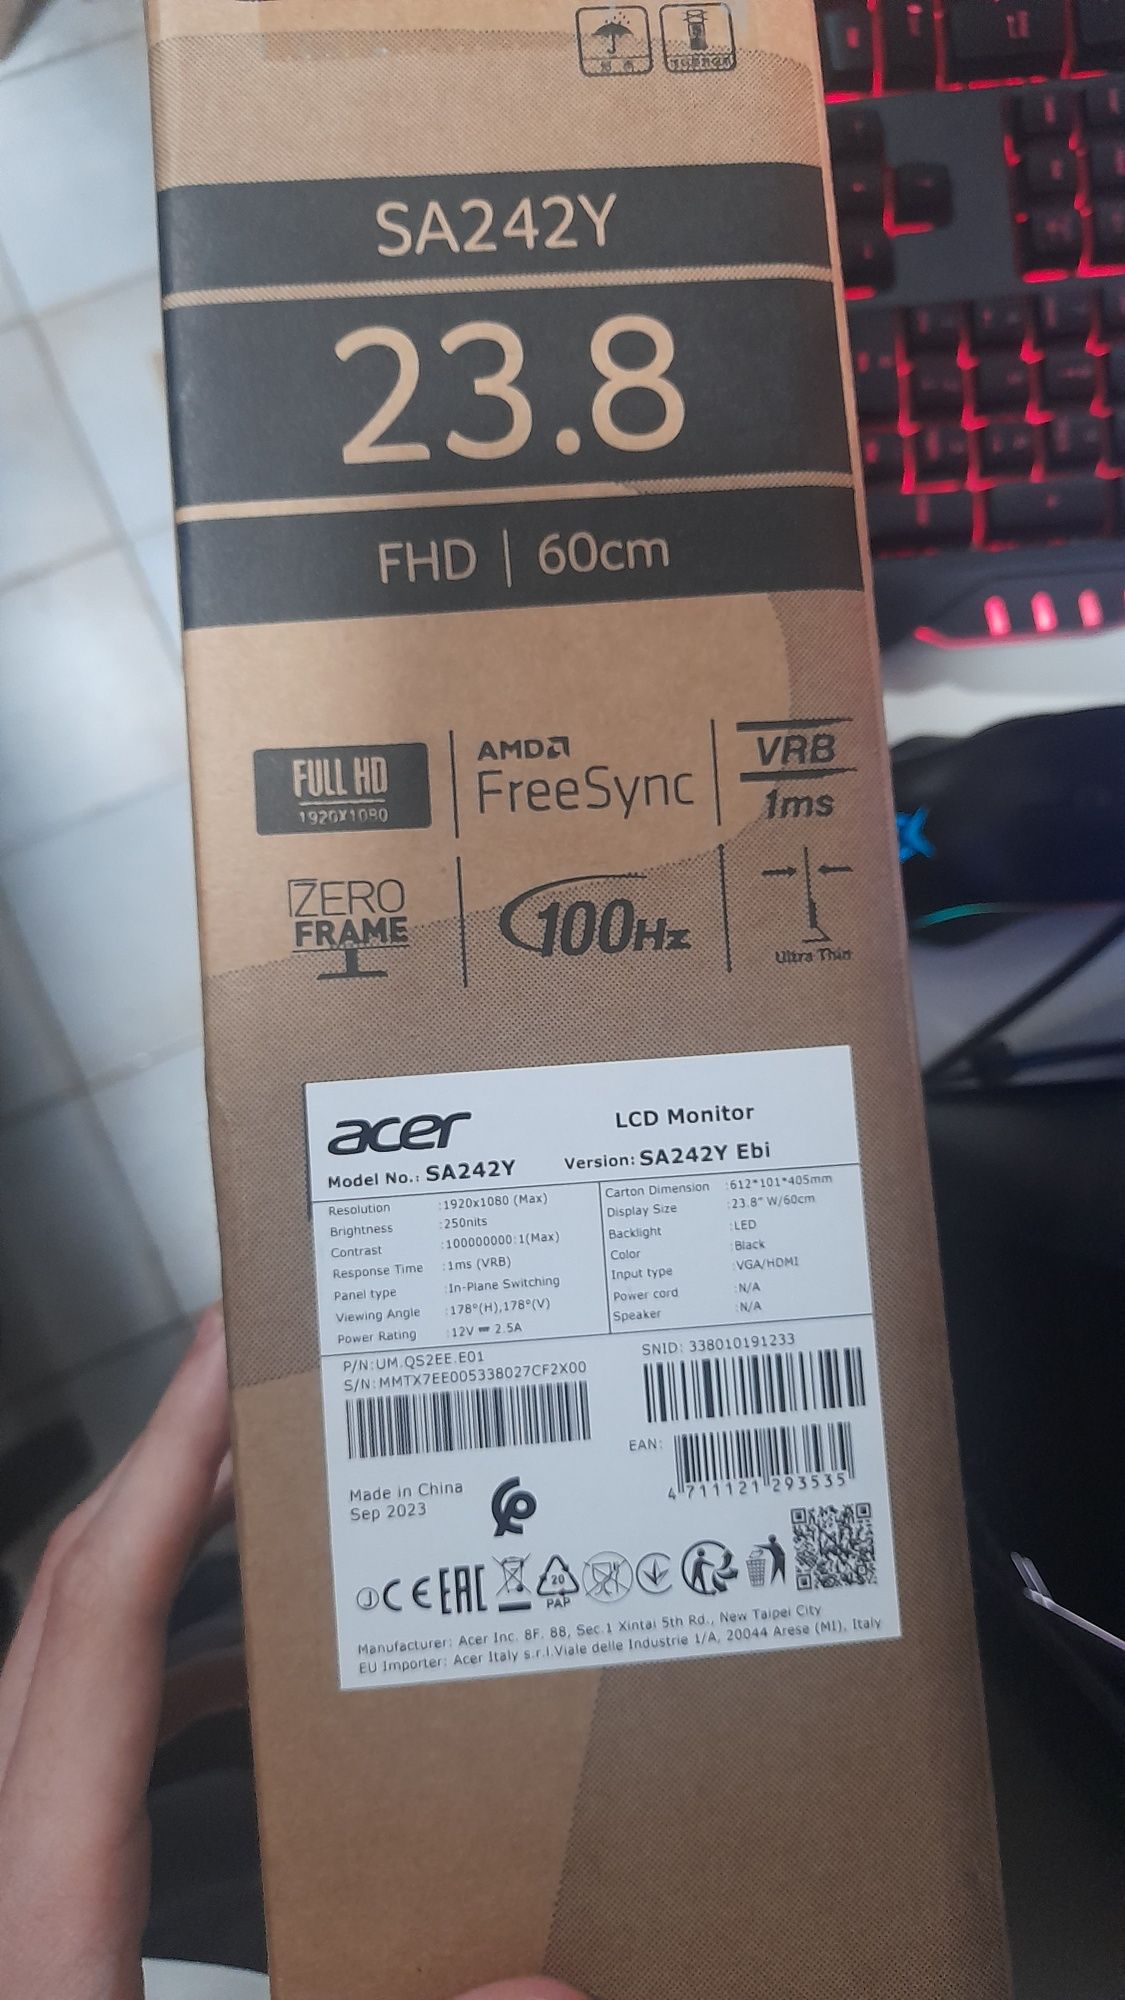 SA242Y
23.8
FHD | 60cm
FULL HD
1920X1080
AMD
FreeSync
VRB
1ms
ZERO
FRAME
100Hz
Ultra Thin
acer
LCD Monitor
Model No.: SA242Y
Version: SA242Y Ebi
Resolution :1920x1080 (Max)
Brightness :250nits
Contrast :100000000:1(Max)
Response Time :1ms (VRB)
Panel type :In-Plane Switching
Viewing Angle :178°(H),178°(V)
Power Rating :12V ⎓ 2.5A
Carton Dimension :612*101*405mm
Display Size :23.8" W/60cm
Backlight :LED
Color :Black
Input type :VGA/HDMI
Power cord :N/A
Speaker :N/A
P/N:UM.QS2EE.E01
S/N:MMTX7EE005338027CF2X00
SNID: 338010191233
EAN:
4 711121 293535
Made in China
Sep 2023
J CE EAC
20
PAP
Manufacturer: Acer Inc. 8F. 88, Sec.1 Xintai 5th Rd., New Taipei City
EU Importer: Acer Italy s.r.l.Viale delle Industrie 1/A, 20044 Arese (MI), Italy